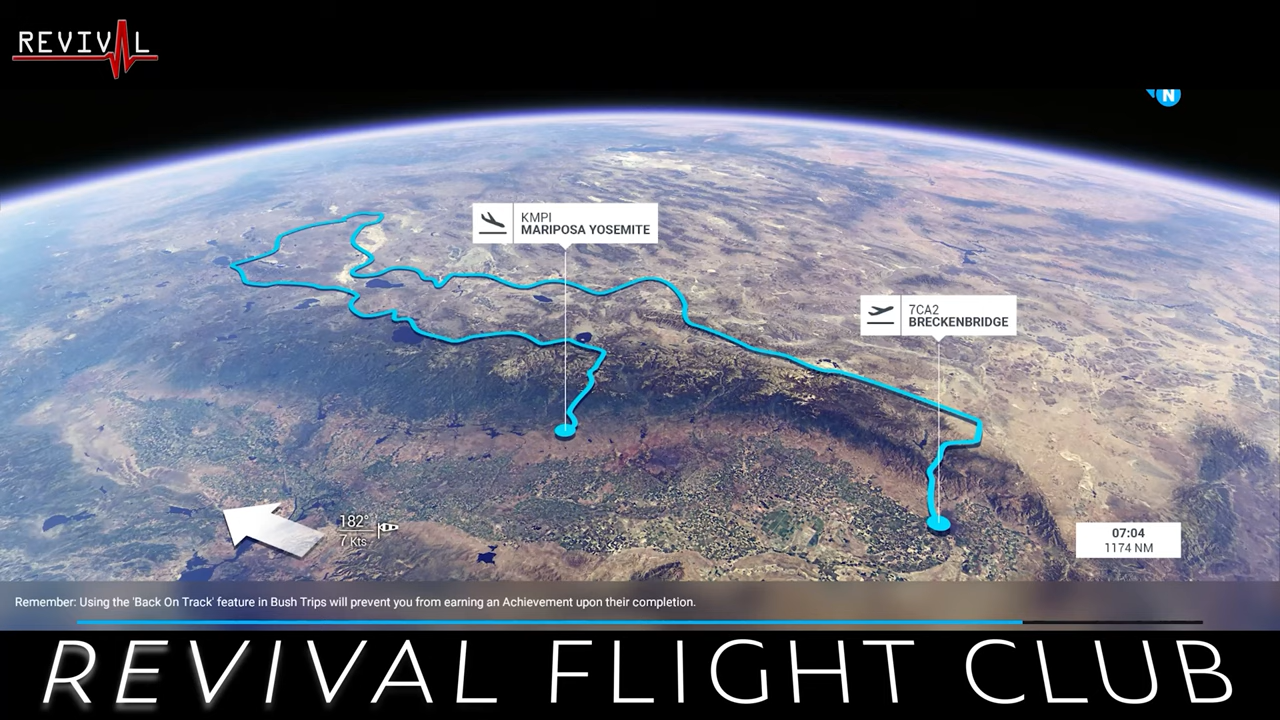 REVIVAL
N
KMPI
MARIPOSA YOSEMITE
7CA2
BRECKENBRIDGE
182°
7 Kts
07:04
1174 NM
Remember: Using the 'Back On Track' feature in Bush Trips will prevent you from earning an Achievement upon their completion.
REVIVAL FLIGHT CLUB